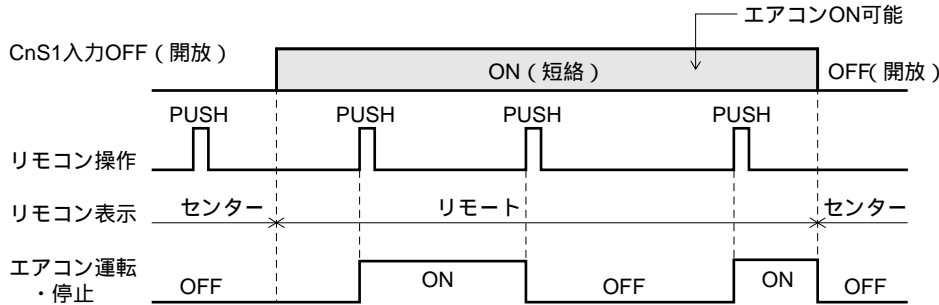 エアコンON可能
CnS1入力OFF（開放）
ON（短絡）
OFF（開放）
PUSH PUSH PUSH PUSH
リモコン操作
リモコン表示 センター リモート センター
エアコン運転・停止 OFF ON OFF ON OFF